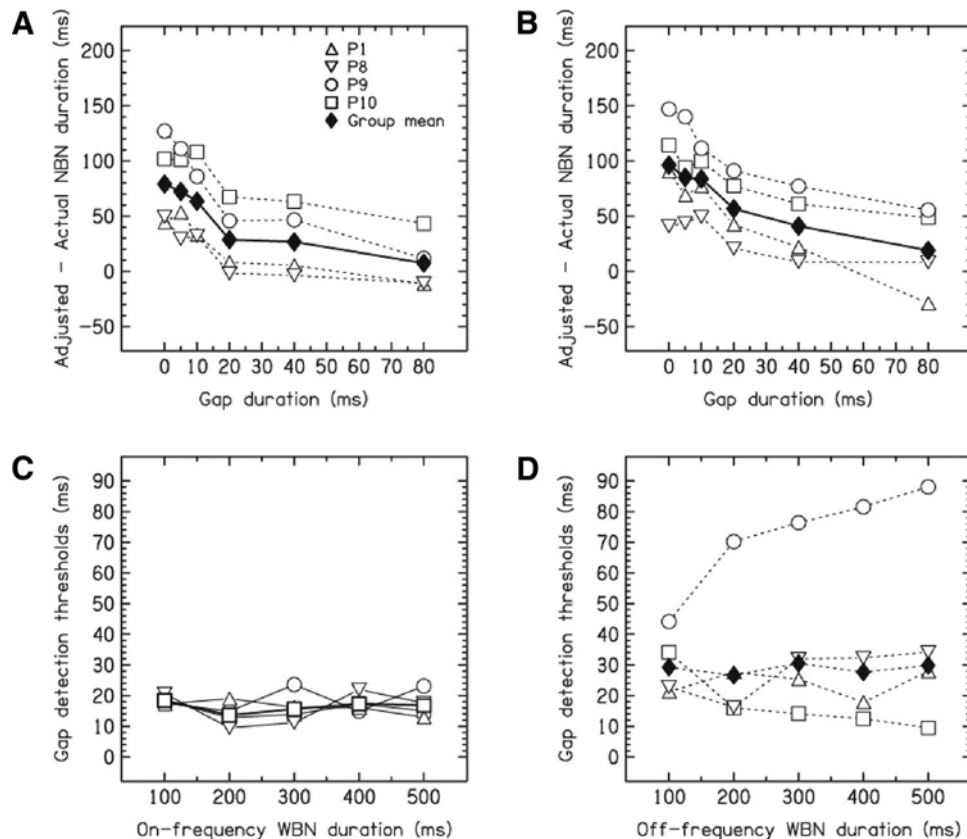 A
Adjusted – Actual NBN duration (ms)
200
150
100
50
0
−50
P1
P8
P9
P10
Group mean
0 10 20 30 40 50 60 70 80
Gap duration (ms)
B
Adjusted – Actual NBN duration (ms)
200
150
100
50
0
−50
0 10 20 30 40 50 60 70 80
Gap duration (ms)
C
Gap detection thresholds (ms)
90
80
70
60
50
40
30
20
10
0
100 200 300 400 500
On-frequency WBN duration (ms)
D
Gap detection thresholds (ms)
90
80
70
60
50
40
30
20
10
0
100 200 300 400 500
Off-frequency WBN duration (ms)